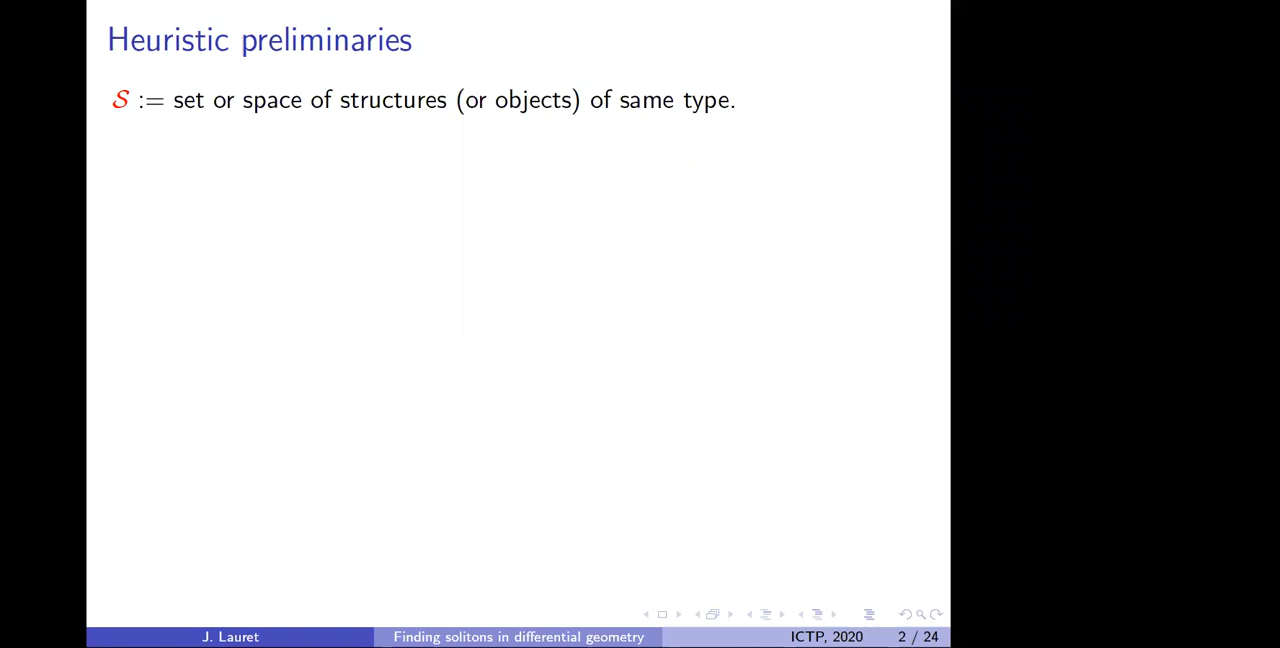 Heuristic preliminaries
𝒮 := set or space of structures (or objects) of same type.
J. Lauret
Finding solitons in differential geometry
ICTP, 2020
2 / 24